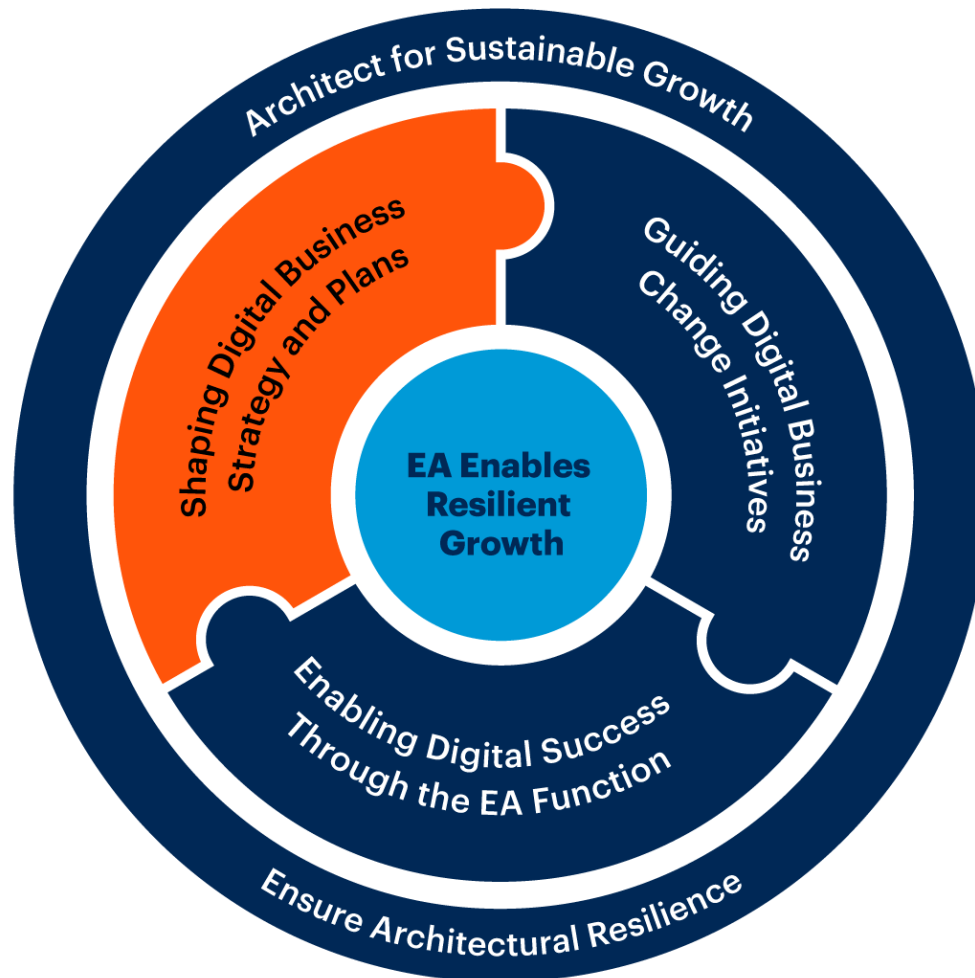 Architect for Sustainable Growth
Shaping Digital Business
Strategy and Plans
Guiding Digital Business
Change Initiatives
EA Enables
Resilient
Growth
Enabling Digital Success
Through the EA Function
Ensure Architectural Resilience